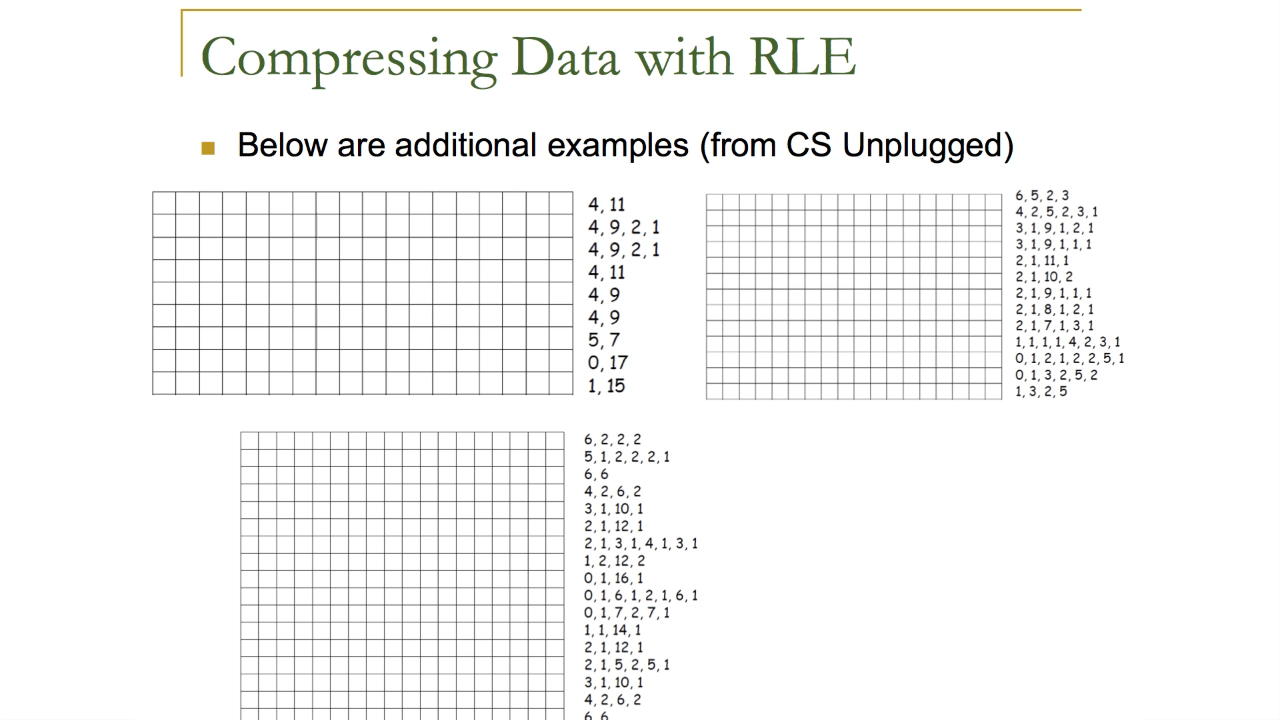 Compressing Data with RLE
Below are additional examples (from CS Unplugged)
4, 11
4, 9, 2, 1
4, 9, 2, 1
4, 11
4, 9
4, 9
5, 7
0, 17
1, 15
6, 5, 2, 3
4, 2, 5, 2, 3, 1
3, 1, 9, 1, 2, 1
3, 1, 9, 1, 1, 1
2, 1, 11, 1
2, 1, 10, 2
2, 1, 9, 1, 1, 1
2, 1, 8, 1, 2, 1
2, 1, 7, 1, 3, 1
1, 1, 1, 1, 4, 2, 3, 1
0, 1, 2, 1, 2, 2, 5, 1
0, 1, 3, 2, 5, 2
1, 3, 2, 5
6, 2, 2, 2
5, 1, 2, 2, 2, 1
6, 6
4, 2, 6, 2
3, 1, 10, 1
2, 1, 12, 1
2, 1, 3, 1, 4, 1, 3, 1
1, 2, 12, 2
0, 1, 16, 1
0, 1, 6, 1, 2, 1, 6, 1
0, 1, 7, 2, 7, 1
1, 1, 14, 1
2, 1, 12, 1
2, 1, 5, 2, 5, 1
3, 1, 10, 1
4, 2, 6, 2
6, 6